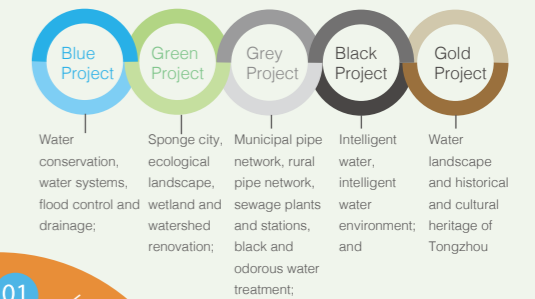 Blue
Project
Green
Project
Grey
Project
Black
Project
Gold
Project
Water
conservation,
water systems,
flood control and
drainage;
Sponge city,
ecological
landscape,
wetland and
watershed
renovation;
Municipal pipe
network, rural
pipe network,
sewage plants
and stations,
black and
odorous water
treatment;
Intelligent
water,
intelligent
water
environment;
and
Water
landscape
and historical
and cultural
heritage of
Tongzhou
01